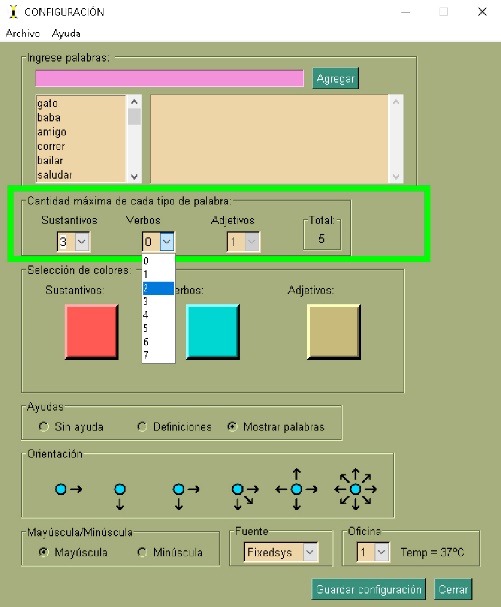 CONFIGURACIÓN
Archivo Ayuda
Ingrese palabras:
Agregar
gato
baba
amigo
correr
bailar
saludar
Cantidad máxima de cada tipo de palabra:
Sustantivos Verbos Adjetivos Total:
3 0 1 5
0
1
2
3
4
5
6
7
Selección de colores:
Sustantivos: erbos: Adjetivos:
Ayudas
Sin ayuda Definiciones Mostrar palabras
Orientación
Mayúscula/Minúscula Fuente Oficina
Mayúscula Minúscula Fixedsys 1 Temp = 37ºC
Guardar configuración Cerrar